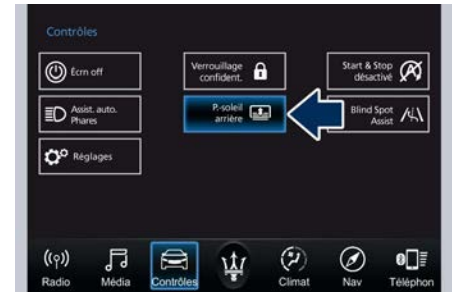 Contrôles
Écrn off
Verrouillage
confident.
Start & Stop
désactivé
Assist. auto.
Phares
P.-soleil
arrière
Blind Spot
Assist
Réglages
Radio
Média
Contrôles
Climat
Nav
Téléphon